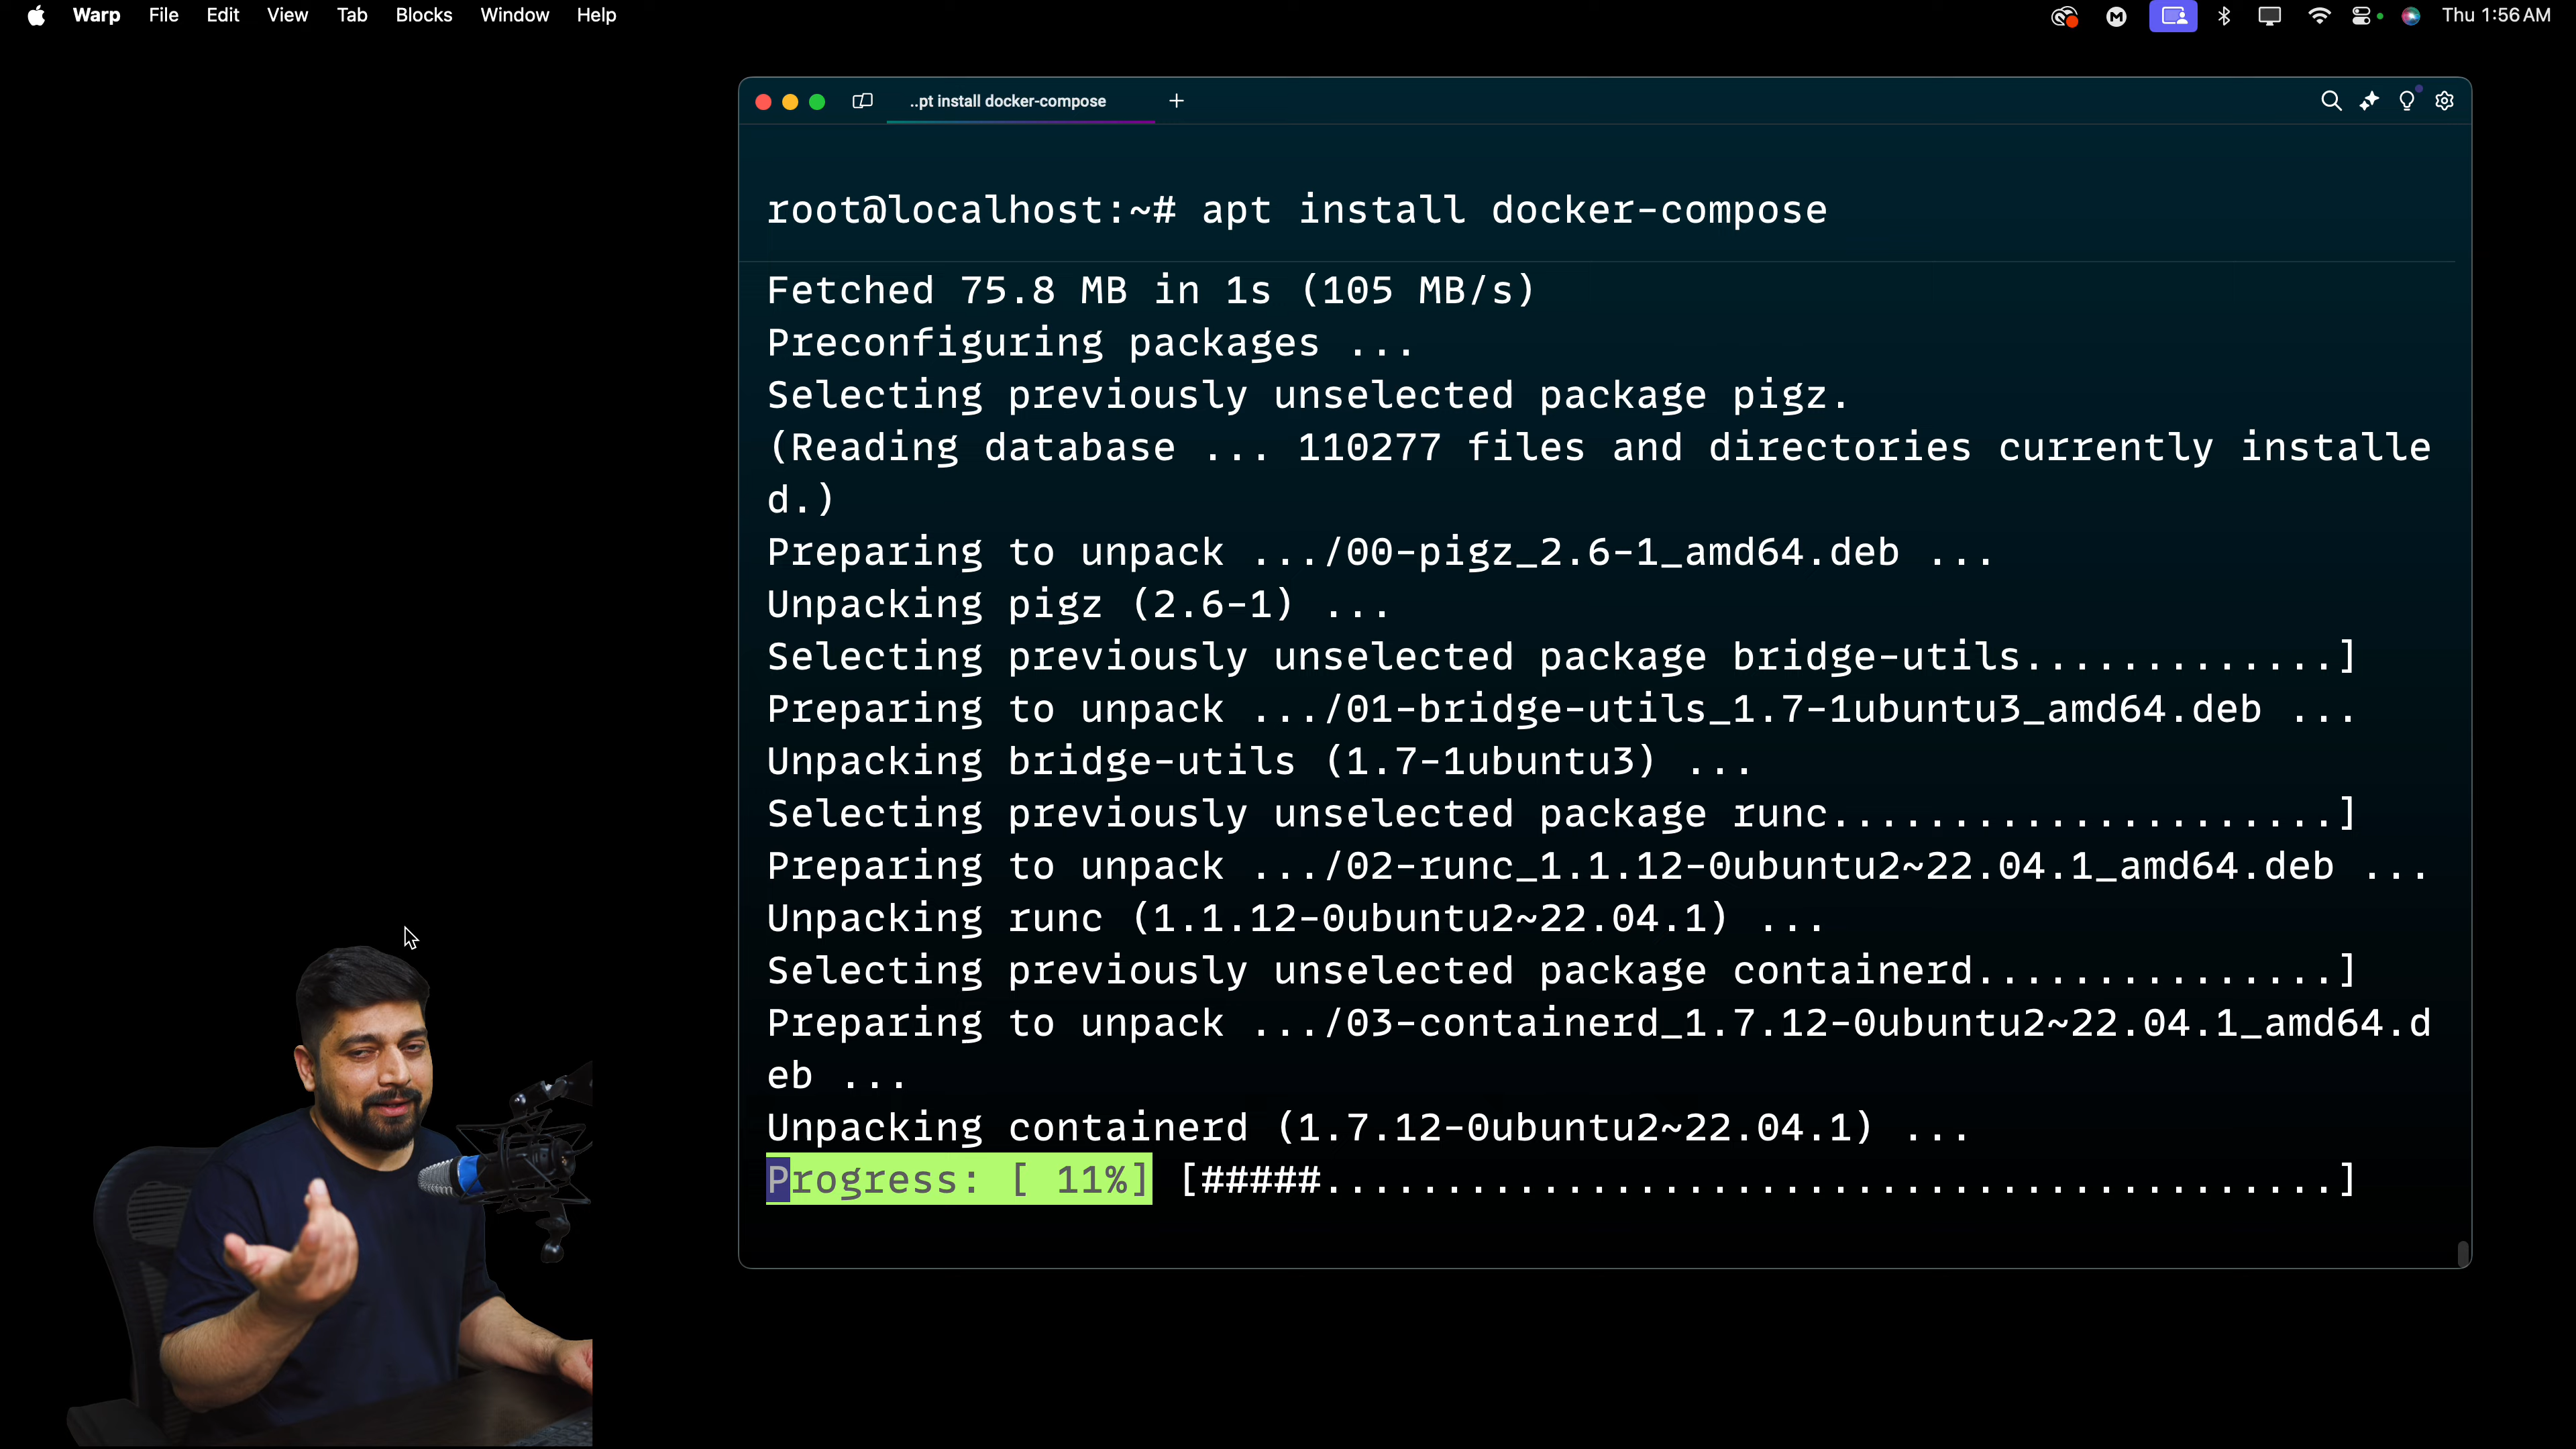 Warp File Edit View Tab Blocks Window Help Thu 1:56 AM
..pt install docker-compose
root@localhost:~# apt install docker-compose
Fetched 75.8 MB in 1s (105 MB/s)
Preconfiguring packages ...
Selecting previously unselected package pigz.
(Reading database ... 110277 files and directories currently installe
d.)
Preparing to unpack .../00-pigz_2.6-1_amd64.deb ...
Unpacking pigz (2.6-1) ...
Selecting previously unselected package bridge-utils.............]
Preparing to unpack .../01-bridge-utils_1.7-1ubuntu3_amd64.deb ...
Unpacking bridge-utils (1.7-1ubuntu3) ...
Selecting previously unselected package runc.....................]
Preparing to unpack .../02-runc_1.1.12-0ubuntu2~22.04.1_amd64.deb ...
Unpacking runc (1.1.12-0ubuntu2~22.04.1) ...
Selecting previously unselected package containerd...............]
Preparing to unpack .../03-containerd_1.7.12-0ubuntu2~22.04.1_amd64.d
eb ...
Unpacking containerd (1.7.12-0ubuntu2~22.04.1) ...
Progress: [ 11%] [#####..........................................]